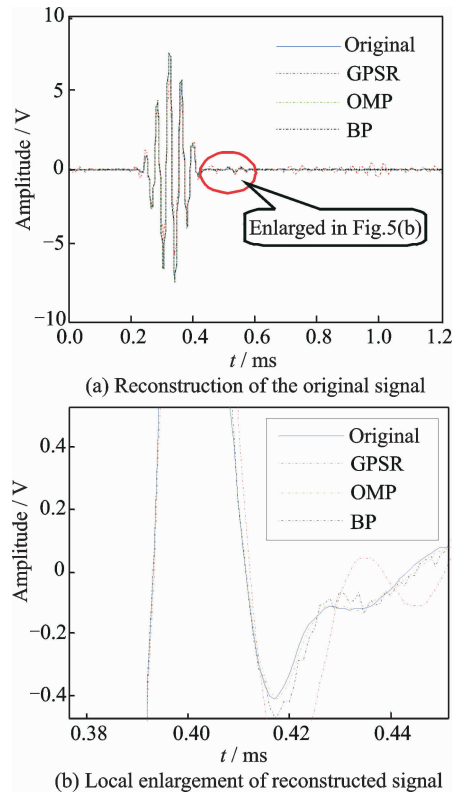 10
5
0
−5
−10
Amplitude / V
Original
GPSR
OMP
BP
Enlarged in Fig.5(b)
0.0 0.2 0.4 0.6 0.8 1.0 1.2
t / ms
(a) Reconstruction of the original signal
0.4
0.2
0
−0.2
−0.4
Amplitude / V
Original
GPSR
OMP
BP
0.38 0.40 0.42 0.44
t / ms
(b) Local enlargement of reconstructed signal